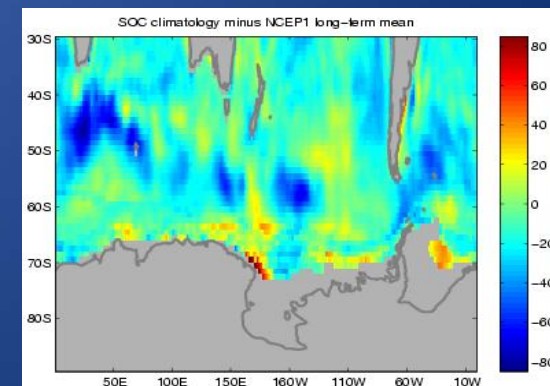 SOC climatology minus NCEP1 long-term mean
30S
40S
50S
60S
70S
80S
50E 100E 150E 160W 110W 60W 10W
80
60
40
20
0
-20
-40
-60
-80